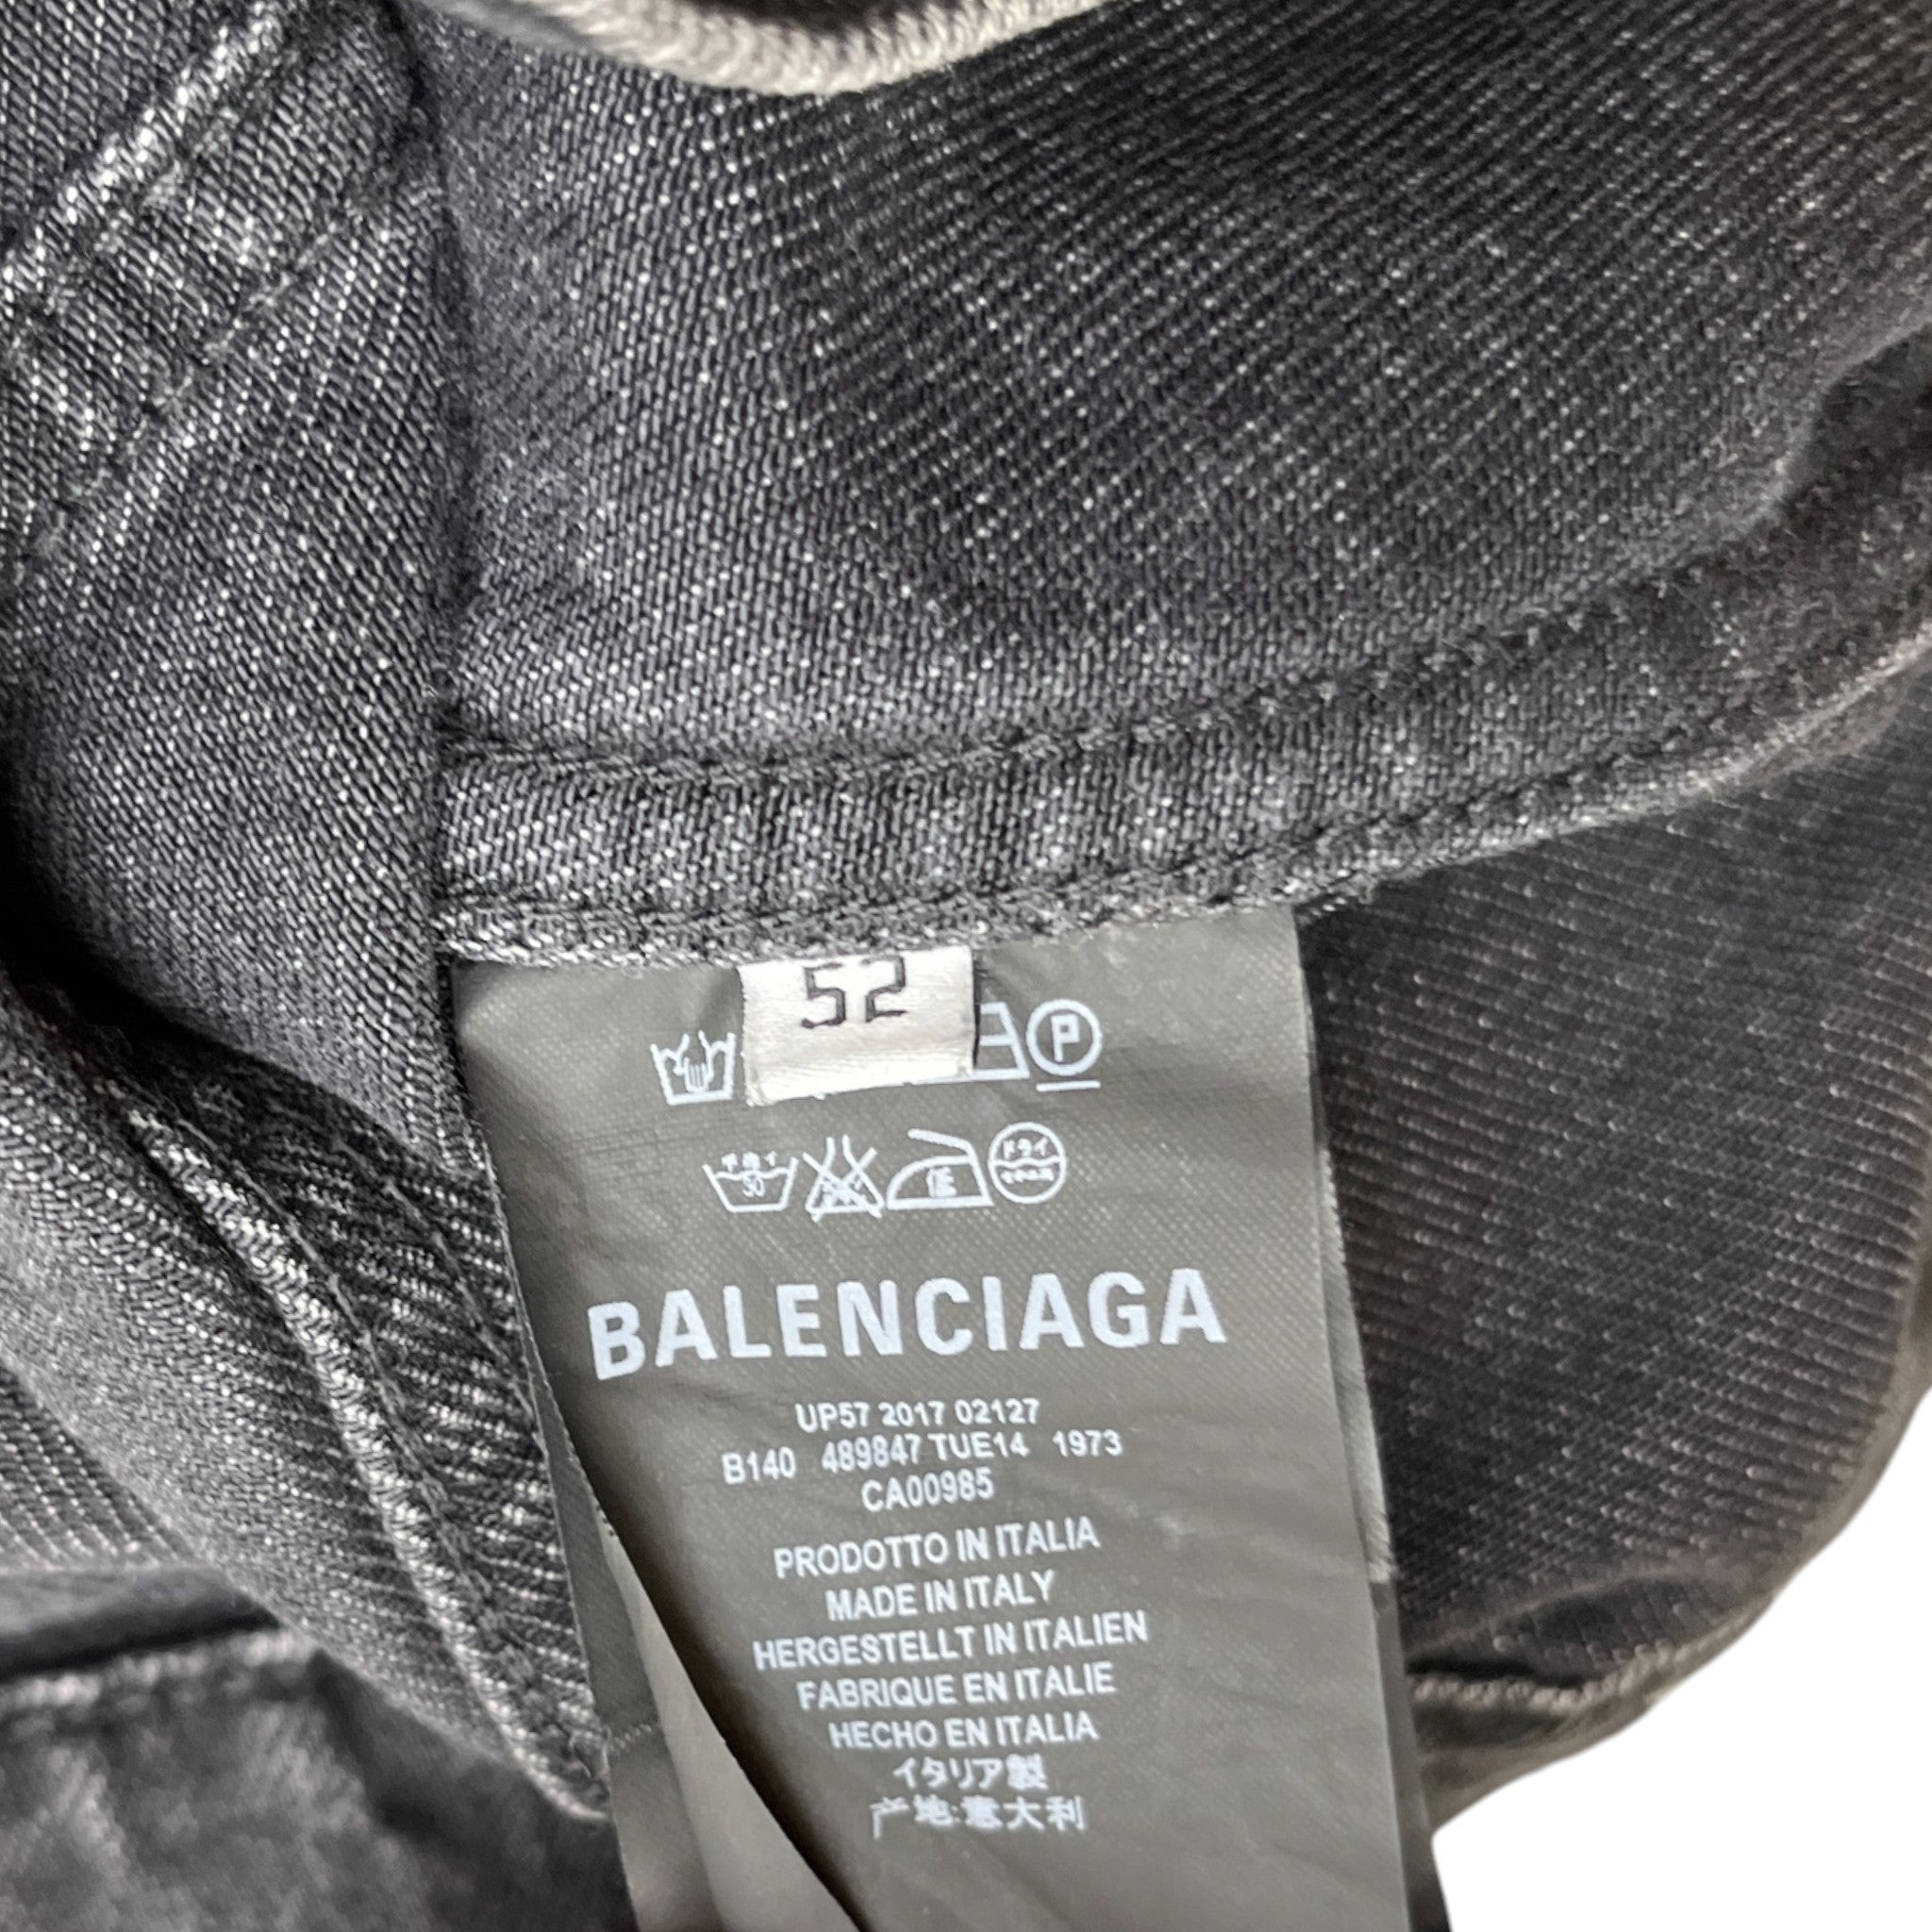 52
P
30
BALENCIAGA
UP57 2017 02127
B140 489847 TUE14 1973
CA00985
PRODOTTO IN ITALIA
MADE IN ITALY
HERGESTELLT IN ITALIEN
FABRIQUE EN ITALIE
HECHO EN ITALIA
イタリア製
产地:意大利